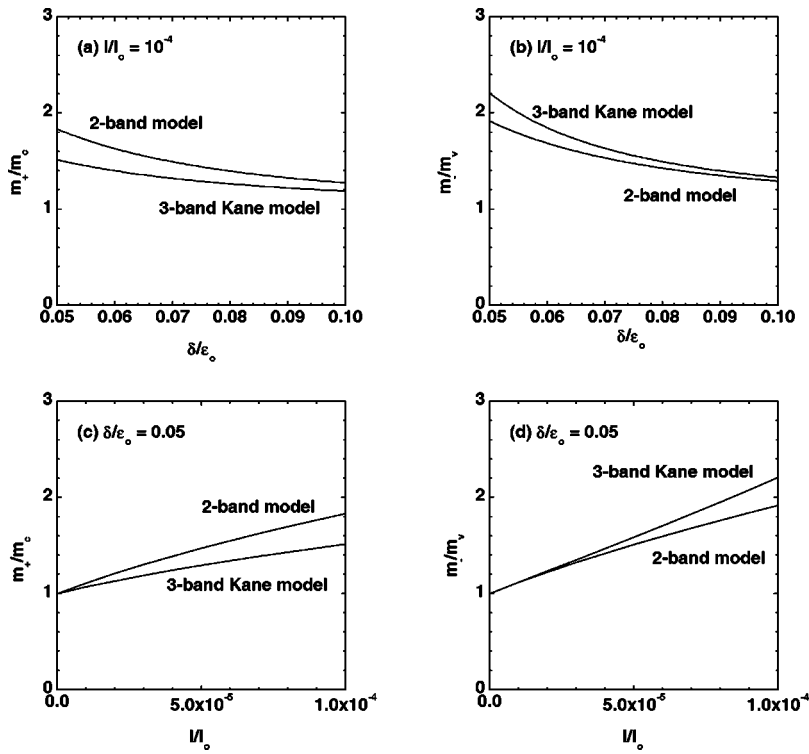 (a) I/I₀ = 10⁻⁴
2-band model
3-band Kane model
m₊/m_c
3
2
1
0
0.05 0.06 0.07 0.08 0.09 0.10
δ/ε₀
(b) I/I₀ = 10⁻⁴
3-band Kane model
2-band model
m₋/m_v
3
2
1
0
0.05 0.06 0.07 0.08 0.09 0.10
δ/ε₀
(c) δ/ε₀ = 0.05
2-band model
3-band Kane model
m₊/m_c
3
2
1
0
0.0 5.0x10⁻⁵ 1.0x10⁻⁴
I/I₀
(d) δ/ε₀ = 0.05
3-band Kane model
2-band model
m₋/m_v
3
2
1
0
0.0 5.0x10⁻⁵ 1.0x10⁻⁴
I/I₀